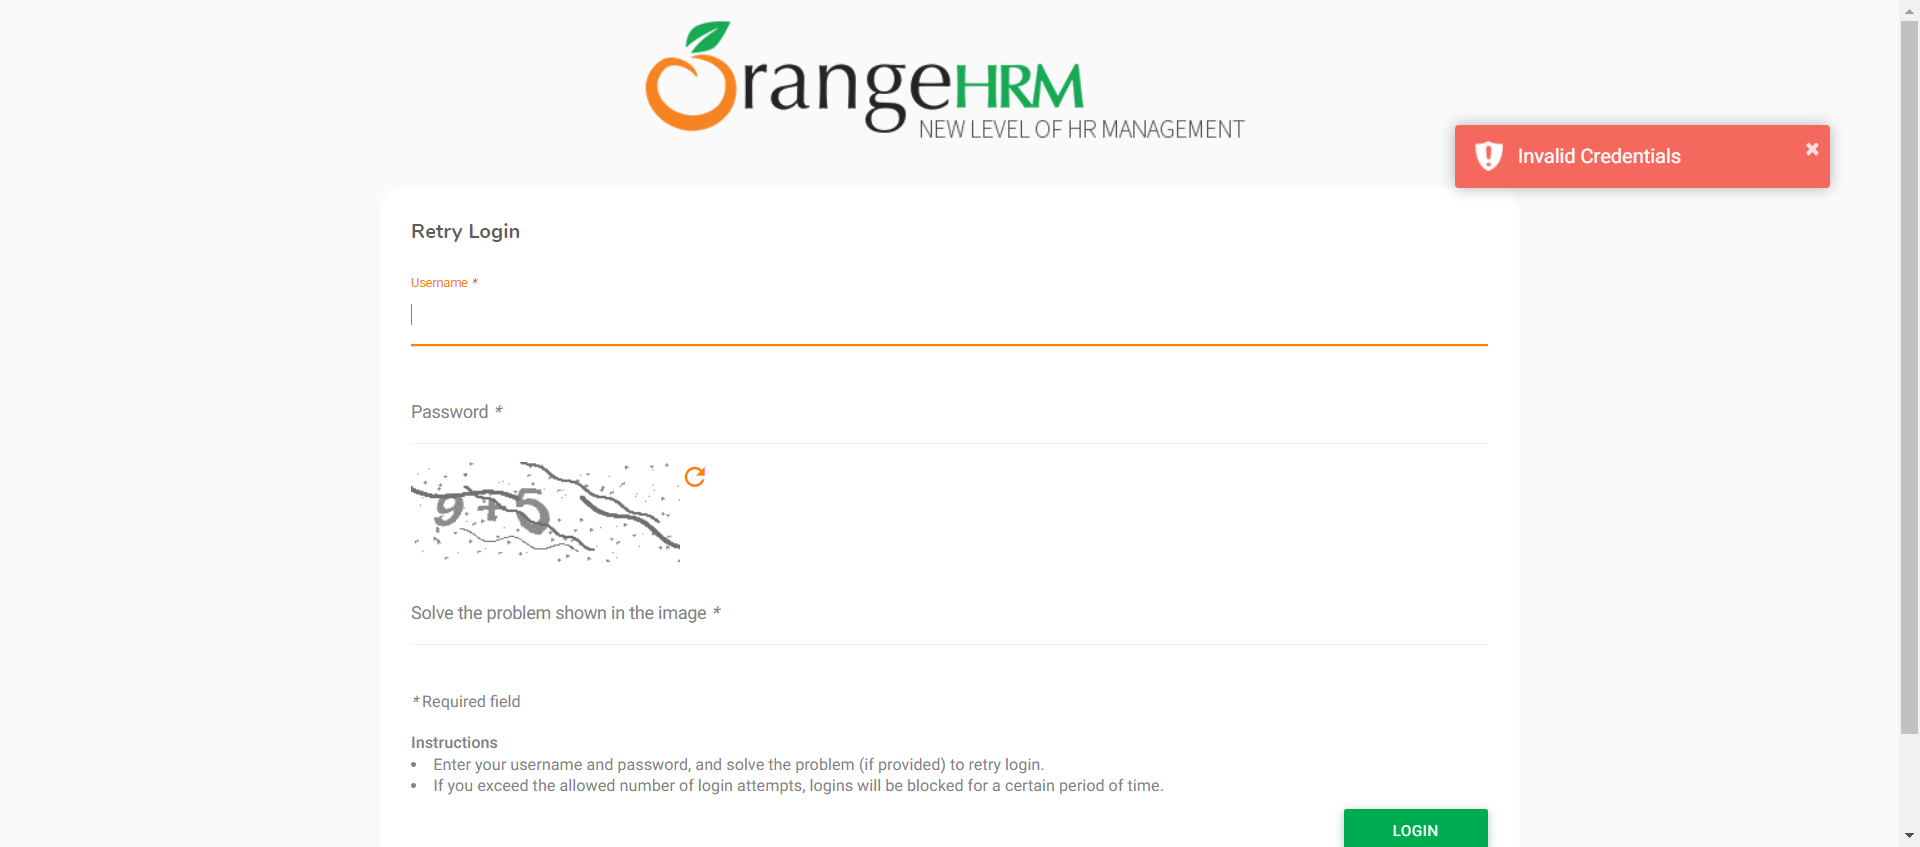 OrangeHRM
NEW LEVEL OF HR MANAGEMENT
Invalid Credentials
Retry Login
Username *
Password *
9+5
Solve the problem shown in the image *
* Required field
Instructions
• Enter your username and password, and solve the problem (if provided) to retry login.
• If you exceed the allowed number of login attempts, logins will be blocked for a certain period of time.
LOGIN